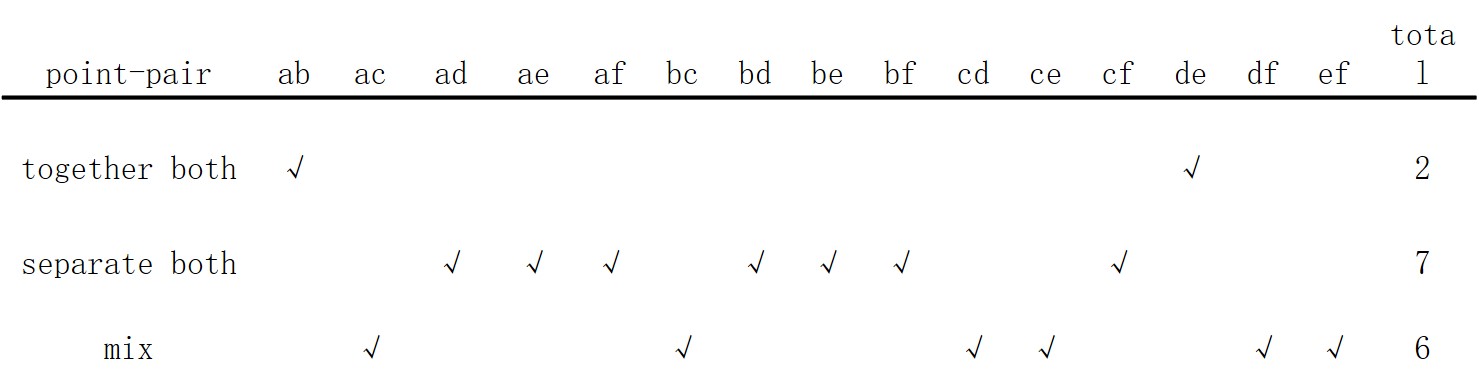 point-pair ab ac ad ae af bc bd be bf cd ce cf de df ef total
together both √ √ 2
separate both √ √ √ √ √ √ √ 7
mix √ √ √ √ √ √ 6